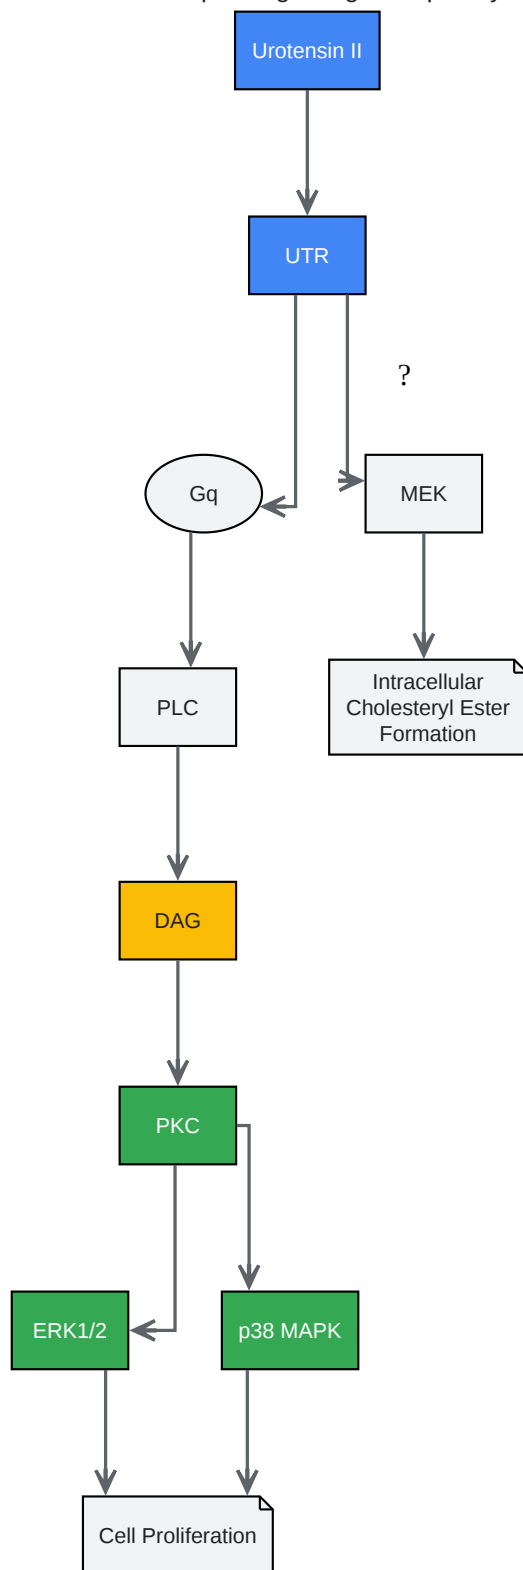 Urotensin II
UTR
?
Gq
MEK
PLC
Intracellular
Cholesteryl Ester
Formation
DAG
PKC
ERK1/2
p38 MAPK
Cell Proliferation